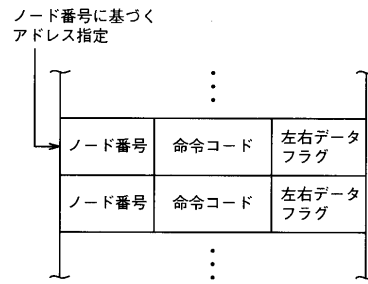 ノード番号に基づく
アドレス指定
ノード番号 命令コード 左右データ
フラグ
ノード番号 命令コード 左右データ
フラグ